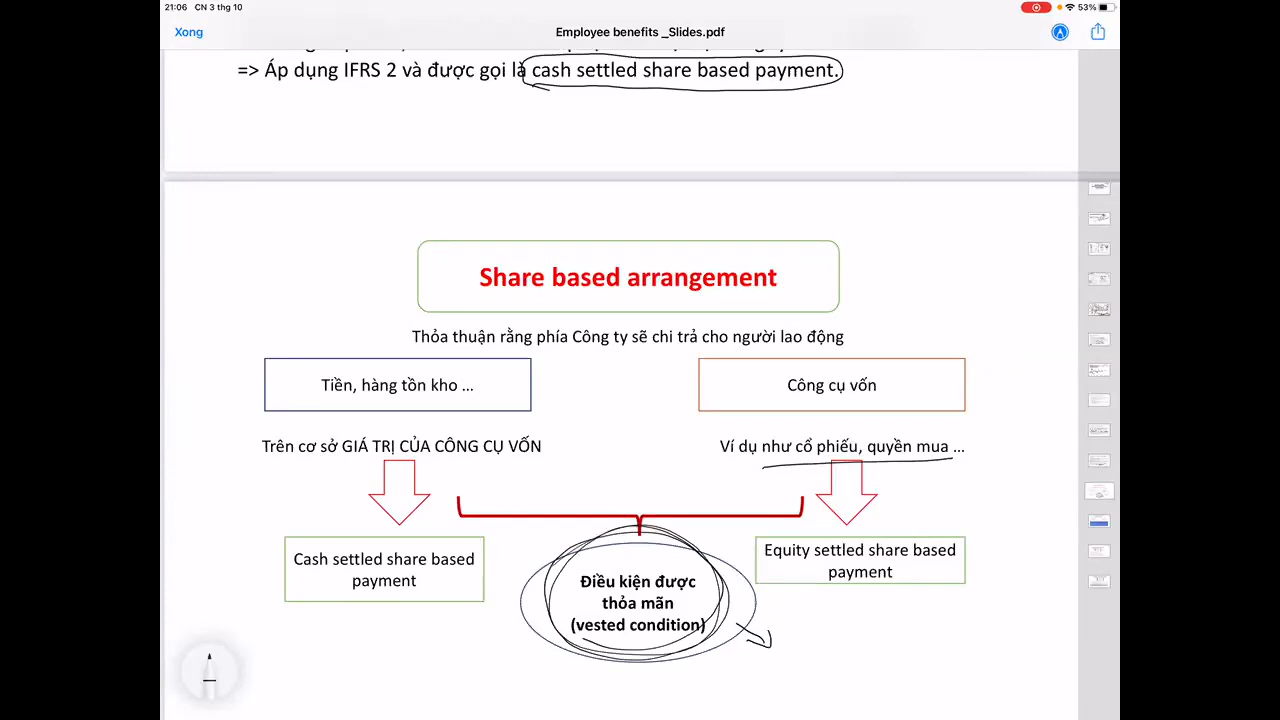 21:06 CN 3 thg 10
53%
Xong
Employee benefits _Slides.pdf
=> Áp dụng IFRS 2 và được gọi là cash settled share based payment.
Share based arrangement
Thỏa thuận rằng phía Công ty sẽ chi trả cho người lao động
Tiền, hàng tồn kho ...
Công cụ vốn
Trên cơ sở GIÁ TRỊ CỦA CÔNG CỤ VỐN
Ví dụ như cổ phiếu, quyền mua ...
Cash settled share based
payment
Equity settled share based
payment
Điều kiện được
thỏa mãn
(vested condition)